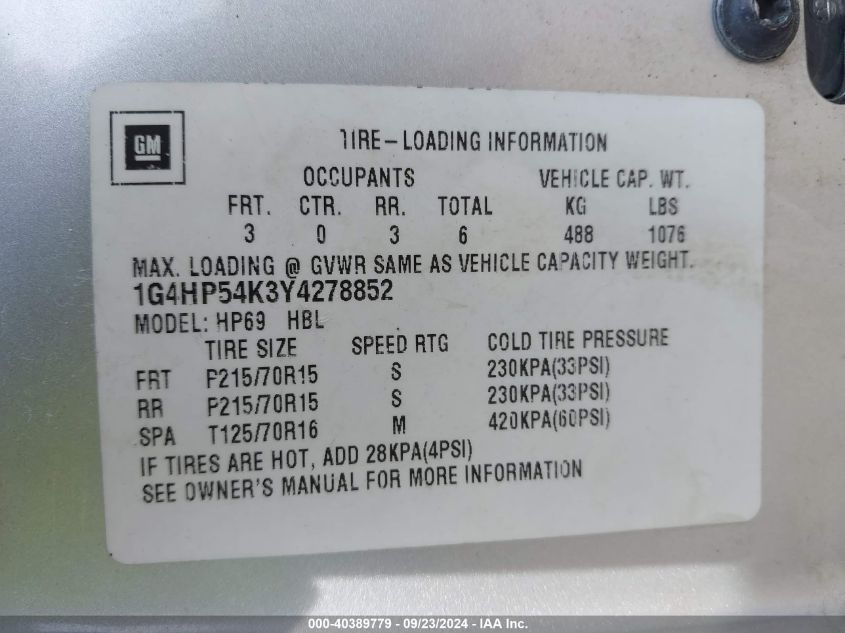 GM
TIRE-LOADING INFORMATION
OCCUPANTS VEHICLE CAP. WT.
FRT. CTR. RR. TOTAL KG LBS
3 0 3 6 488 1076
MAX. LOADING @ GVWR SAME AS VEHICLE CAPACITY WEIGHT.
1G4HP54K3Y4278852
MODEL: HP69 HBL
TIRE SIZE SPEED RTG COLD TIRE PRESSURE
FRT P215/70R15 S 230KPA(33PSI)
RR P215/70R15 S 230KPA(33PSI)
SPA T125/70R16 M 420KPA(60PSI)
IF TIRES ARE HOT, ADD 28KPA(4PSI)
SEE OWNER'S MANUAL FOR MORE INFORMATION
000-40389779 - 09/23/2024 - IAA Inc.